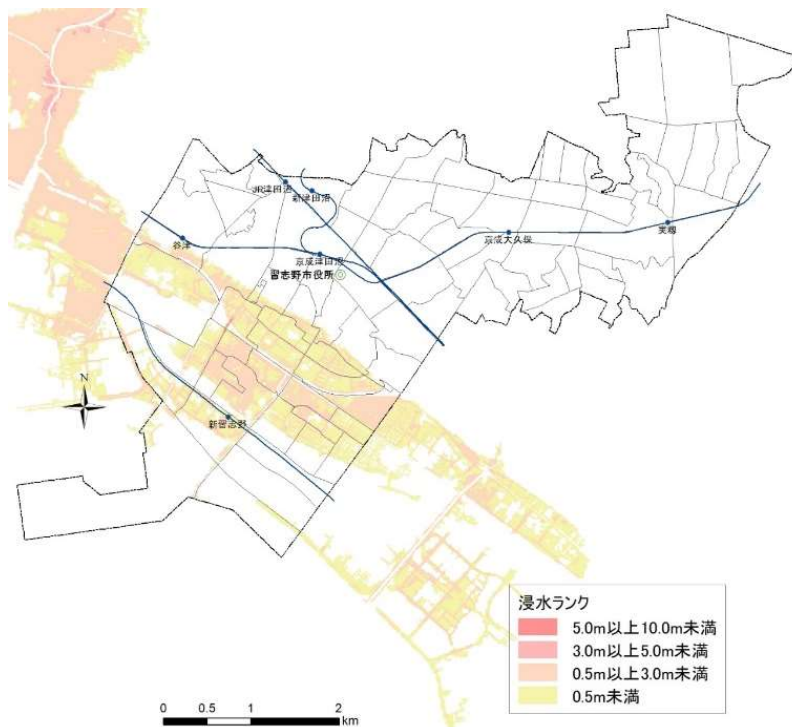 JR津田沼
新津田沼
谷津
京成津田沼
習志野市役所
京成大久保
実籾
N
新習志野
浸水ランク
5.0m以上10.0m未満
3.0m以上5.0m未満
0.5m以上3.0m未満
0.5m未満
0 0.5 1 2
km